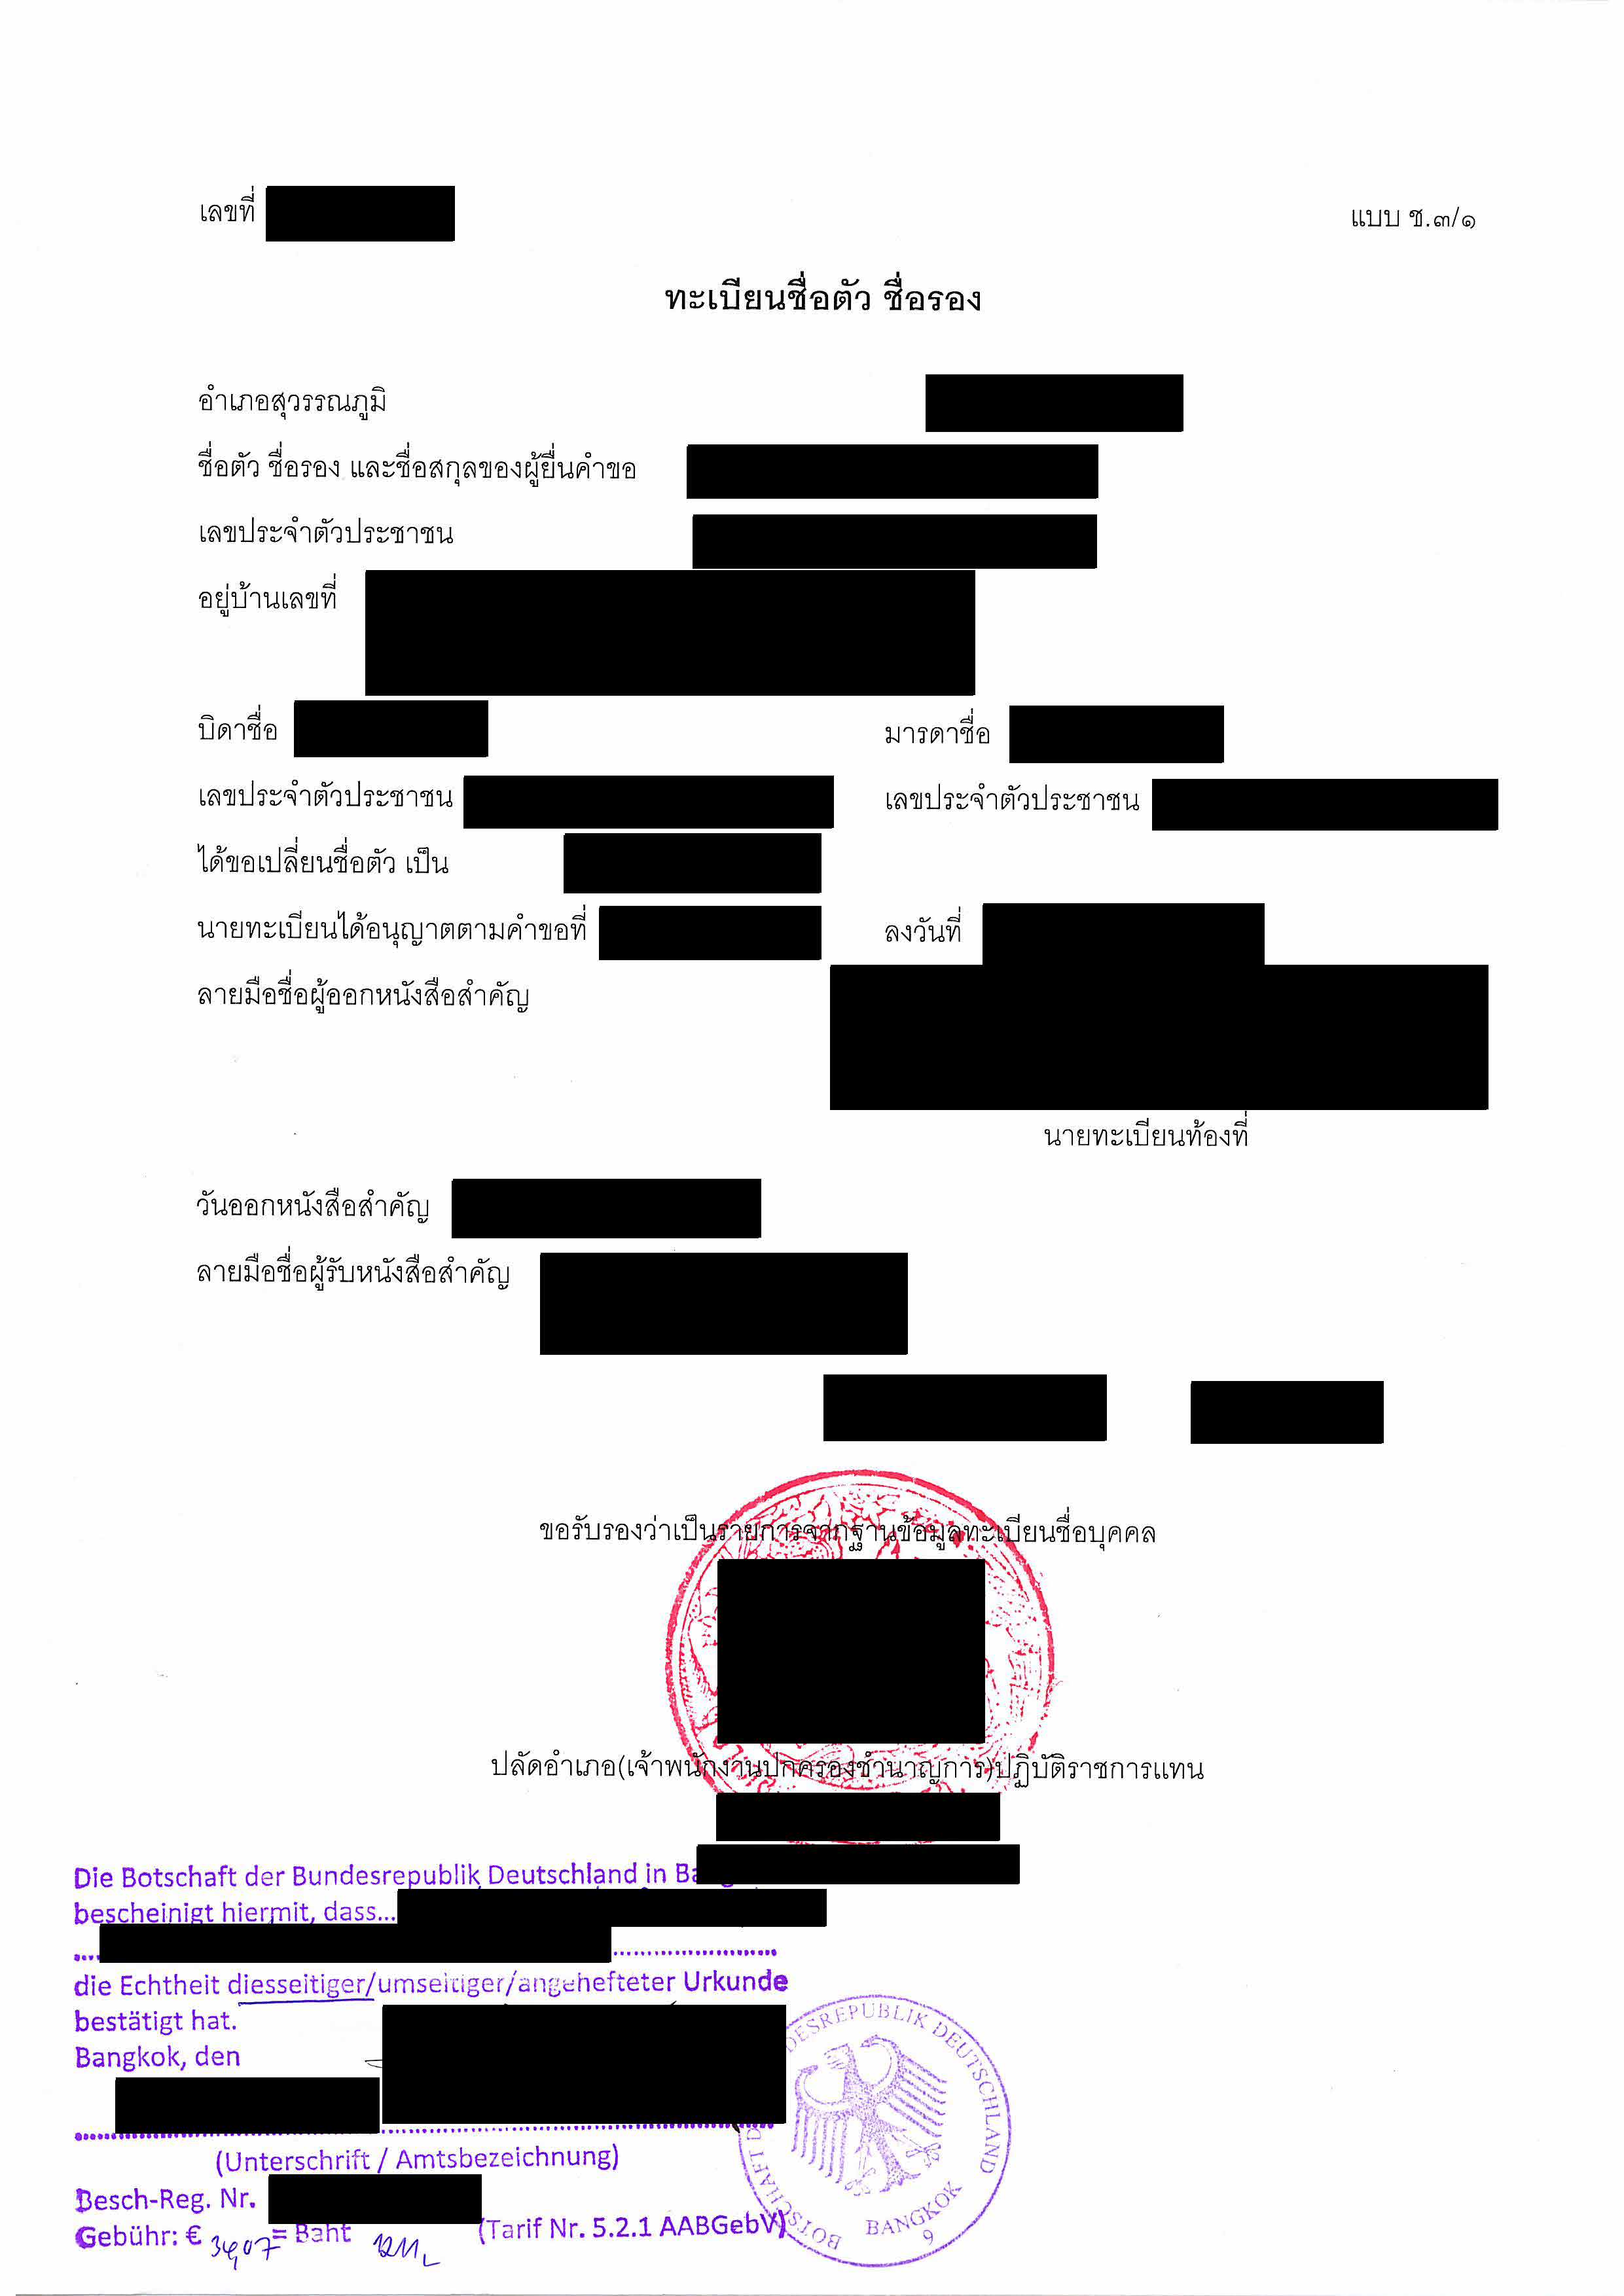 เลขที่
แบบ ช.๓/๑
ทะเบียนชื่อตัว ชื่อรอง
อำเภอสุวรรณภูมิ
ชื่อตัว ชื่อรอง และชื่อสกุลของผู้ยื่นคำขอ
เลขประจำตัวประชาชน
อยู่บ้านเลขที่
บิดาชื่อ มารดาชื่อ
เลขประจำตัวประชาชน เลขประจำตัวประชาชน
ได้ขอเปลี่ยนชื่อตัว เป็น
นายทะเบียนได้อนุญาตตามคำขอที่ ลงวันที่
ลายมือชื่อผู้ออกหนังสือสำคัญ
นายทะเบียนท้องที่
วันออกหนังสือสำคัญ
ลายมือชื่อผู้รับหนังสือสำคัญ
ขอรับรองว่าเป็นรายการจากฐานข้อมูลทะเบียนชื่อบุคคล
ปลัดอำเภอ(เจ้าพนักงานปกครองชำนาญการ)ปฏิบัติราชการแทน
Die Botschaft der Bundesrepublik Deutschland in
bescheinigt hiermit, dass...
die Echtheit diesseitiger/umseitiger/angehefteter Urkunde
bestätigt hat.
Bangkok, den
(Unterschrift / Amtsbezeichnung)
Besch-Reg. Nr.
Gebühr: € 34,07 = Baht (Tarif Nr. 5.2.1 AABGebV)
BOTSCHAFT DESREPUBLIK DEUTSCHLAND
BANGKOK
9